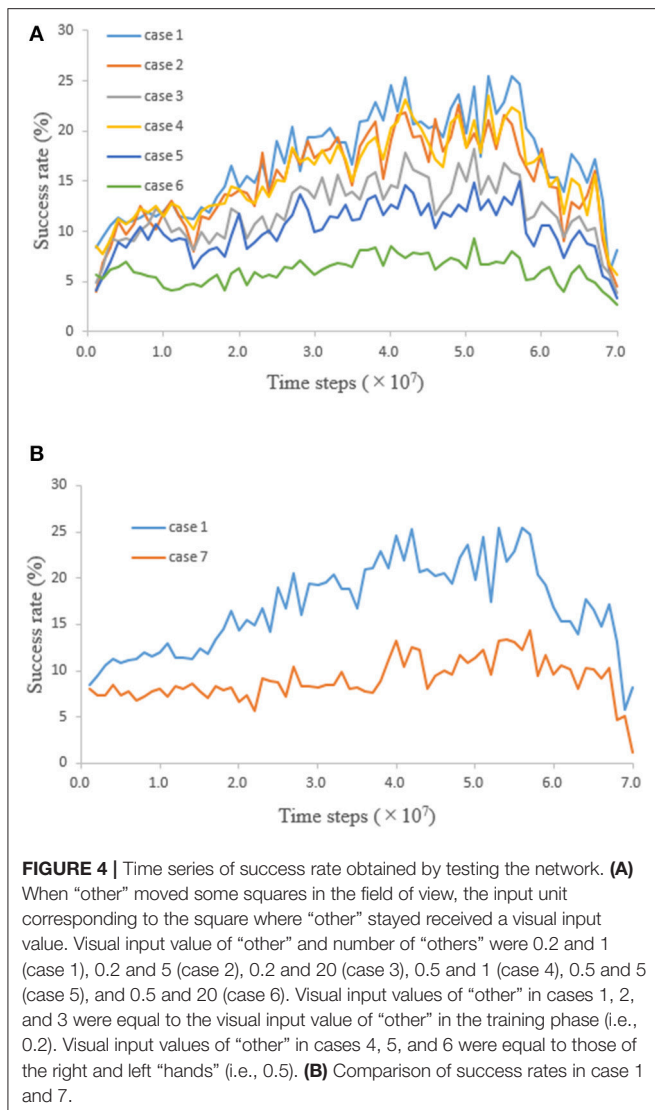 A
30
25
20
15
10
5
0
Success rate (%)
case 1
case 2
case 3
case 4
case 5
case 6
0.0 1.0 2.0 3.0 4.0 5.0 6.0 7.0
Time steps (×10⁷)
B
30
25
20
15
10
5
0
Success rate (%)
case 1
case 7
0.0 1.0 2.0 3.0 4.0 5.0 6.0 7.0
Time steps (×10⁷)
FIGURE 4 | Time series of success rate obtained by testing the network. (A)
When “other” moved some squares in the field of view, the input unit
corresponding to the square where “other” stayed received a visual input
value. Visual input value of “other” and number of “others” were 0.2 and 1
(case 1), 0.2 and 5 (case 2), 0.2 and 20 (case 3), 0.5 and 1 (case 4), 0.5 and 5
(case 5), and 0.5 and 20 (case 6). Visual input values of “other” in cases 1, 2,
and 3 were equal to the visual input value of “other” in the training phase (i.e.,
0.2). Visual input values of “other” in cases 4, 5, and 6 were equal to those of
the right and left “hands” (i.e., 0.5). (B) Comparison of success rates in case 1
and 7.